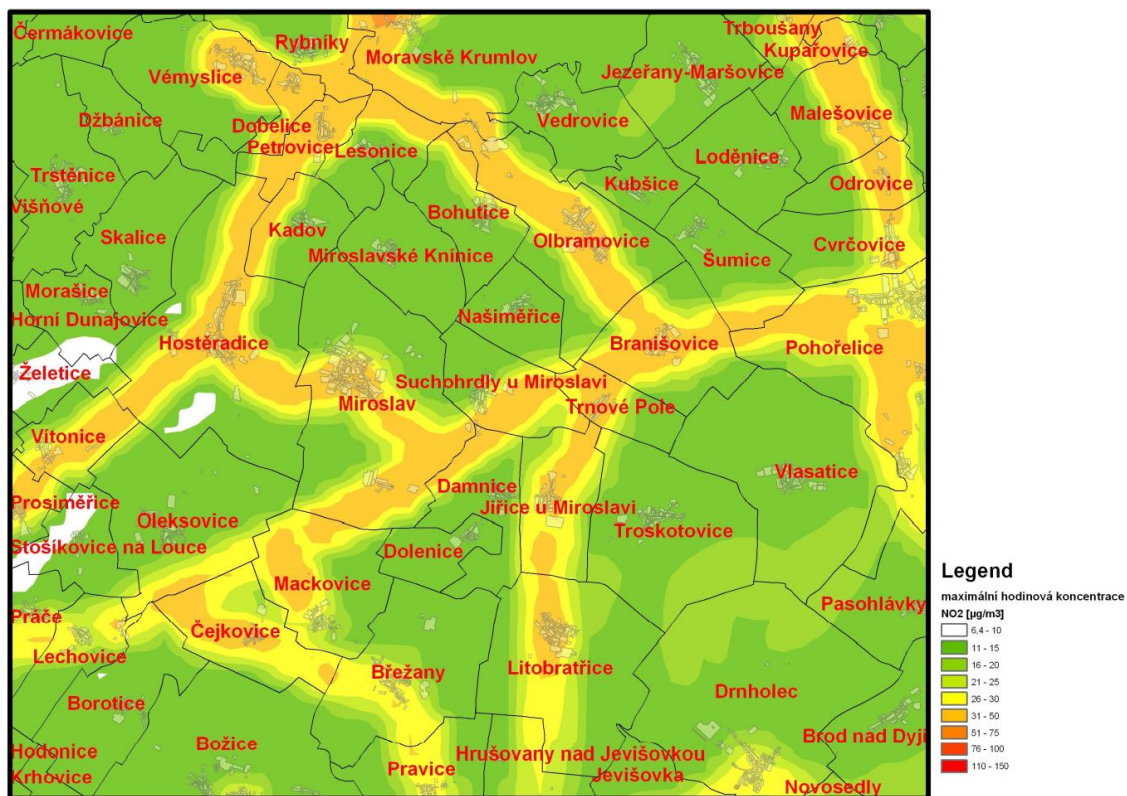 Čermákovice
Rybníky
Trboušany
Kupařovice
Moravské Krumlov
Jezeřany-Maršovice
Vémyslice
Džbánice
Dobelice
Vedrovice
Malešovice
Petrovice
Lesonice
Loděnice
Trstěnice
Kubšice
Odrovice
Višňové
Bohutice
Skalice
Kadov
Olbramovice
Cvrčovice
Miroslavské Knínice
Šumice
Morašice
Našiměřice
Horní Dunajovice
Hostěradice
Branišovice
Pohořelice
Želetice
Suchohrdly u Miroslavi
Miroslav
Trnové Pole
Vítonice
Vlasatice
Damnice
Prosiměřice
Jiřice u Miroslavi
Oleksovice
Troskotovice
Stošíkovice na Louce
Dolenice
Mackovice
Práče
Pasohlávky
Čejkovice
Lechovice
Břežany
Litobratřice
Drnholec
Borotice
Božice
Brod nad Dyjí
Hodonice
Hrušovany nad Jevišovkou
Krhovice
Pravice
Jevišovka
Novosedly
Legend
maximální hodinová koncentrace
NO2 [µg/m3]
6,4 - 10
11 - 15
16 - 20
21 - 25
26 - 30
31 - 50
51 - 75
76 - 100
110 - 150